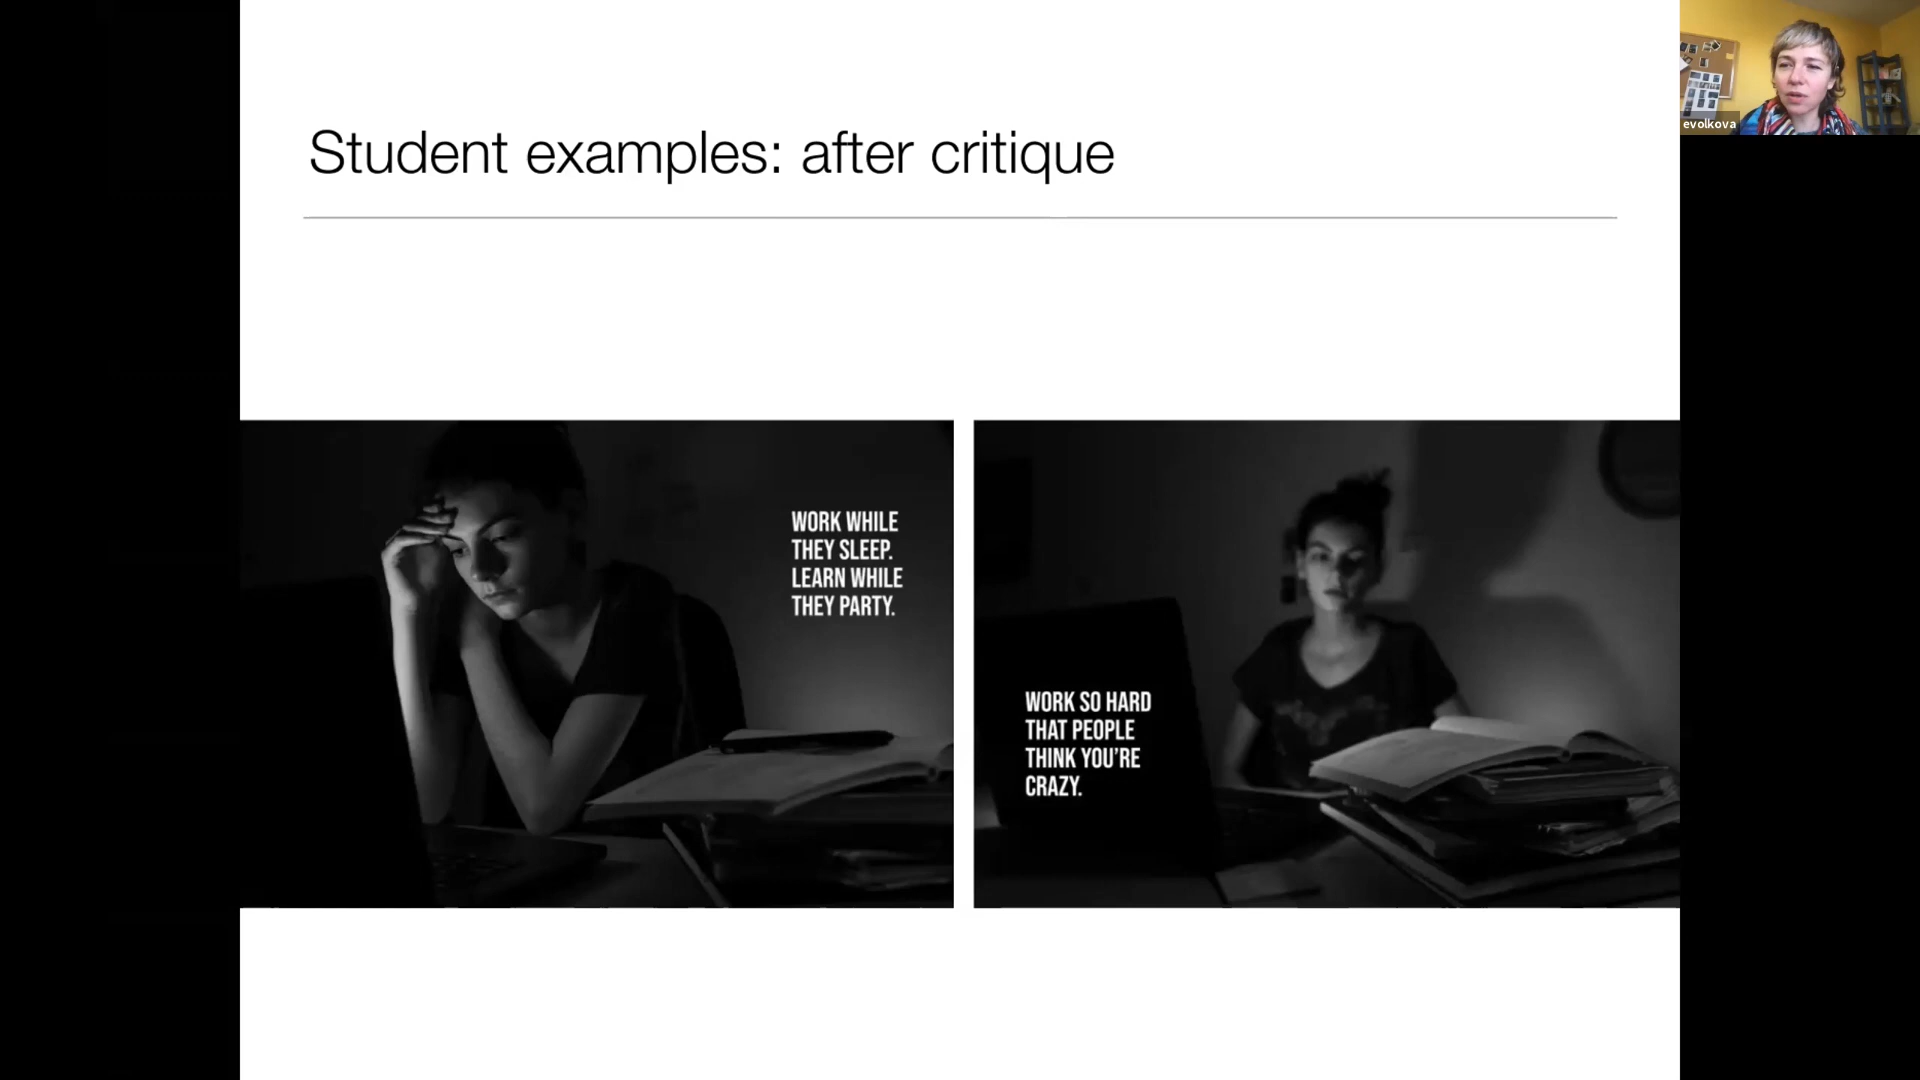 Student examples: after critique
evolkova
WORK WHILE
THEY SLEEP.
LEARN WHILE
THEY PARTY.
WORK SO HARD
THAT PEOPLE
THINK YOU'RE
CRAZY.